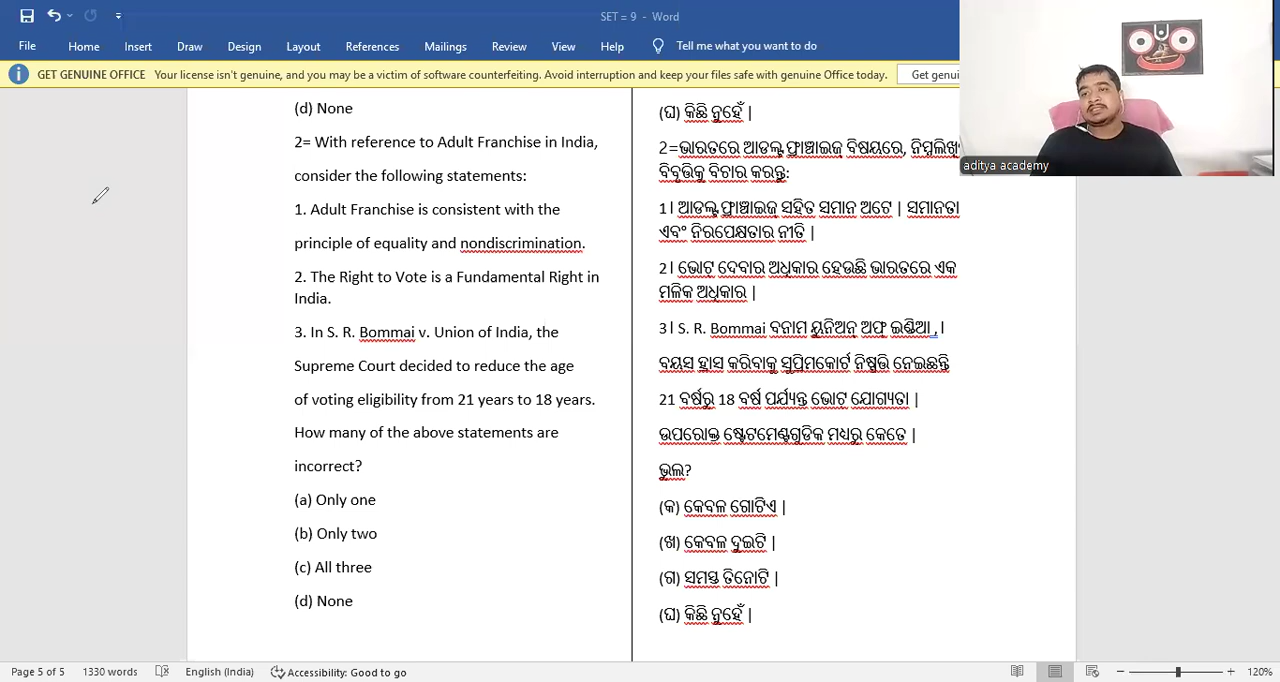 SET = 9 - Word
File Home Insert Draw Design Layout References Mailings Review View Help Tell me what you want to do
GET GENUINE OFFICE Your license isn't genuine, and you may be a victim of software counterfeiting. Avoid interruption and keep your files safe with genuine Office today. Get genui
aditya academy
(d) None
2= With reference to Adult Franchise in India,
consider the following statements:
1. Adult Franchise is consistent with the
principle of equality and nondiscrimination.
2. The Right to Vote is a Fundamental Right in
India.
3. In S. R. Bommai v. Union of India, the
Supreme Court decided to reduce the age
of voting eligibility from 21 years to 18 years.
How many of the above statements are
incorrect?
(a) Only one
(b) Only two
(c) All three
(d) None
(ଘ) କିଛି ନୁହେଁ |
2=ଭାରତରେ ଆଡଲ୍ଟ ଫ୍ରାଞ୍ଚାଇଜ୍ ବିଷୟରେ, ନିମ୍ନଲିଖ
ବିବୃତ୍ତିକୁ ବିଚାର କରନ୍ତୁ:
1। ଆଡଲ୍ଟ ଫ୍ରାଞ୍ଚାଇଜ୍ ସହିତ ସମାନ ଅଟେ | ସମାନତା
ଏବଂ ନିରପେକ୍ଷତାର ନୀତି |
2। ଭୋଟ୍ ଦେବାର ଅଧିକାର ହେଉଛି ଭାରତରେ ଏକ
ମଳିକ ଅଧିକାର |
3। S. R. Bommai ବନାମ ୟୁନିଅନ୍ ଅଫ୍ ଇଣ୍ଡିଆ ,।
ବୟସ ହ୍ରାସ କରିବାକୁ ସୁପ୍ରିମକୋର୍ଟ ନିଷ୍ପତ୍ତି ନେଇଛନ୍ତି
21 ବର୍ଷରୁ 18 ବର୍ଷ ପର୍ଯ୍ୟନ୍ତ ଭୋଟ୍ ଯୋଗ୍ୟତା |
ଉପରୋକ୍ତ ଷ୍ଟେଟମେଣ୍ଟଗୁଡିକ ମଧ୍ୟରୁ କେତେ |
ଭୁଲ?
(କ) କେବଳ ଗୋଟିଏ |
(ଖ) କେବଳ ଦୁଇଟି |
(ଗ) ସମସ୍ତ ତିନୋଟି |
(ଘ) କିଛି ନୁହେଁ |
Page 5 of 5 1330 words English (India) Accessibility: Good to go 120%